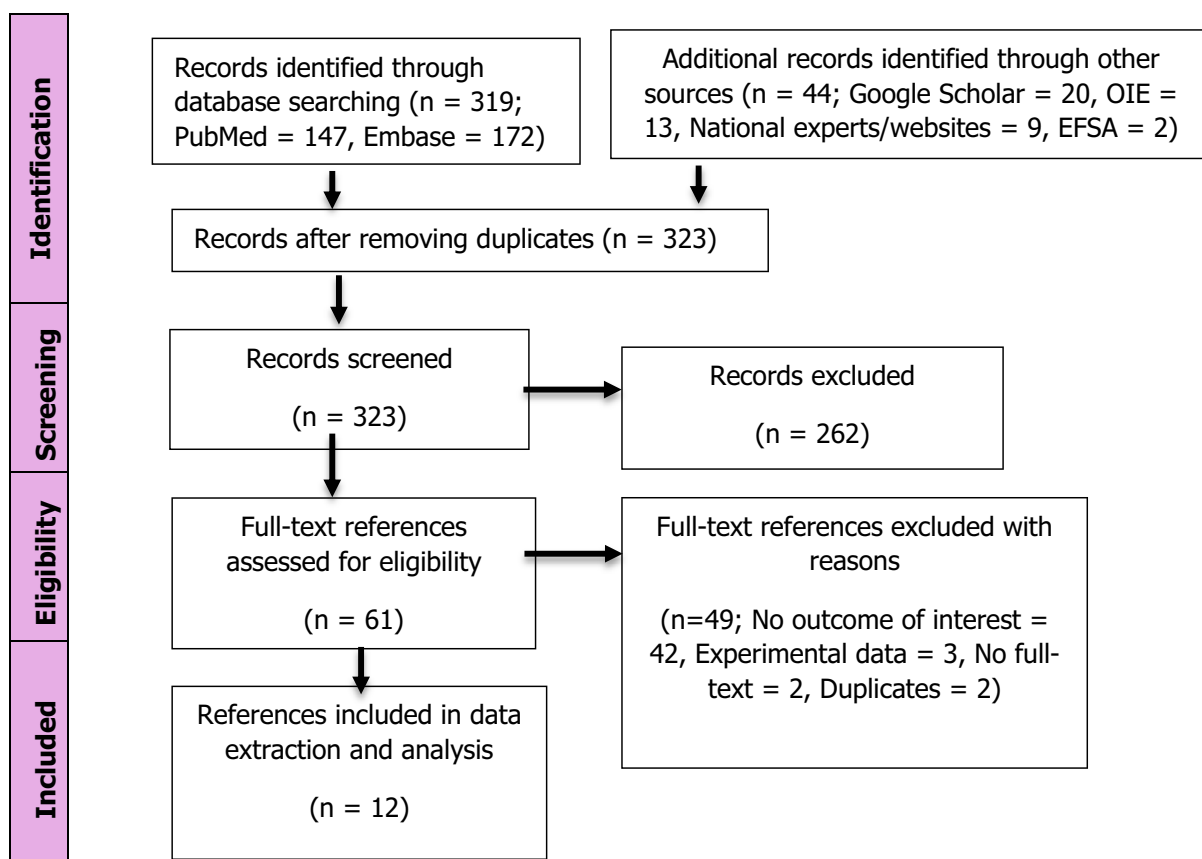 Identification
Records identified through
database searching (n = 319;
PubMed = 147, Embase = 172)
Additional records identified through other
sources (n = 44; Google Scholar = 20, OIE =
13, National experts/websites = 9, EFSA = 2)
Records after removing duplicates (n = 323)
Screening
Records screened
(n = 323)
Records excluded
(n = 262)
Eligibility
Full-text references
assessed for eligibility
(n = 61)
Full-text references excluded with
reasons
(n=49; No outcome of interest =
42, Experimental data = 3, No full-
text = 2, Duplicates = 2)
Included
References included in data
extraction and analysis
(n = 12)